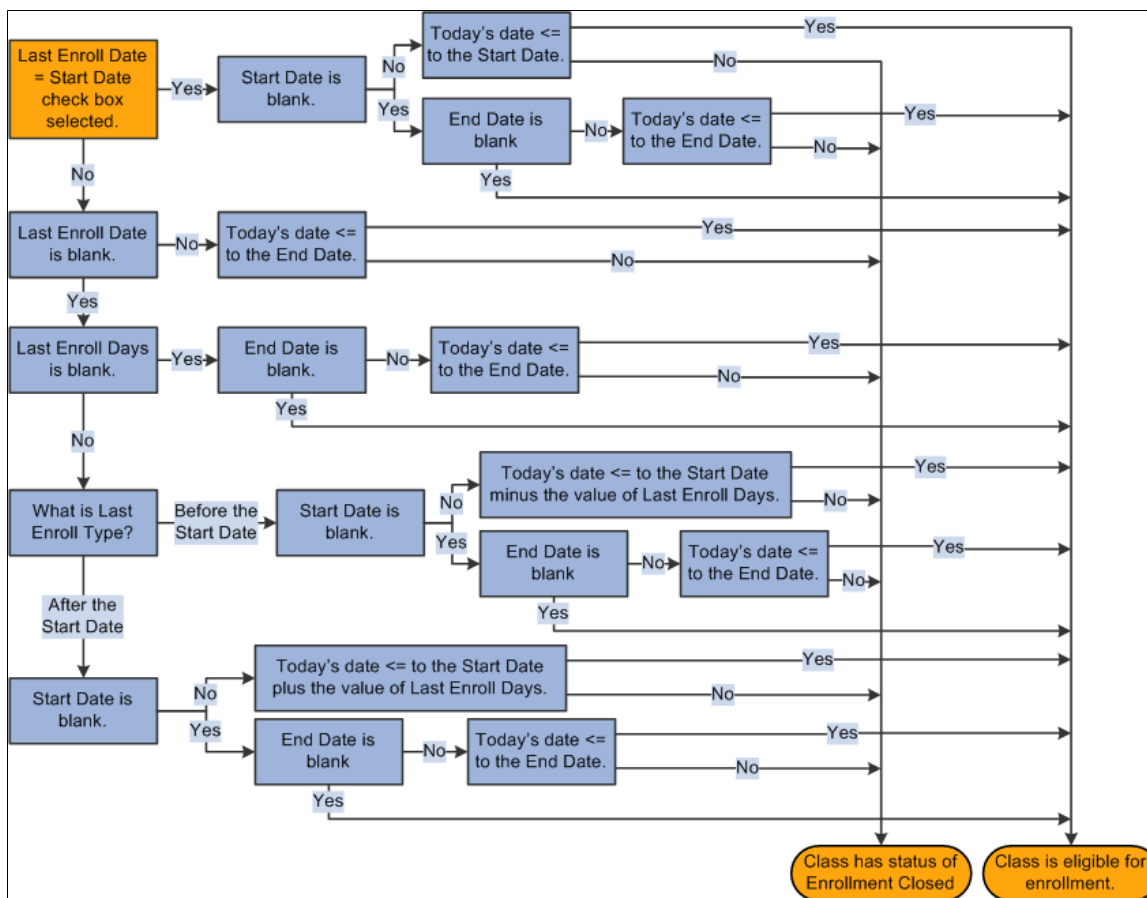 Last Enroll Date
= Start Date
check box
selected.
Yes
Start Date is
blank.
No
Yes
Today's date <=
to the Start Date.
Yes
No
End Date is
blank
No
Today's date <=
to the End Date.
Yes
No
Yes
No
Last Enroll Date
is blank.
No
Today's date <=
to the End Date.
Yes
No
Yes
Last Enroll Days
is blank.
Yes
End Date is
blank.
No
Today's date <=
to the End Date.
Yes
No
Yes
No
What is Last
Enroll Type?
Before the
Start Date
Start Date is
blank.
No
Yes
Today's date <= to the Start Date
minus the value of Last Enroll Days.
Yes
No
End Date is
blank
No
Today's date <=
to the End Date.
Yes
No
Yes
After the
Start Date
Start Date is
blank.
No
Yes
Today's date <= to the Start Date
plus the value of Last Enroll Days.
Yes
No
End Date is
blank
No
Today's date <=
to the End Date.
Yes
No
Yes
Class has status of
Enrollment Closed
Class is eligible for
enrollment.